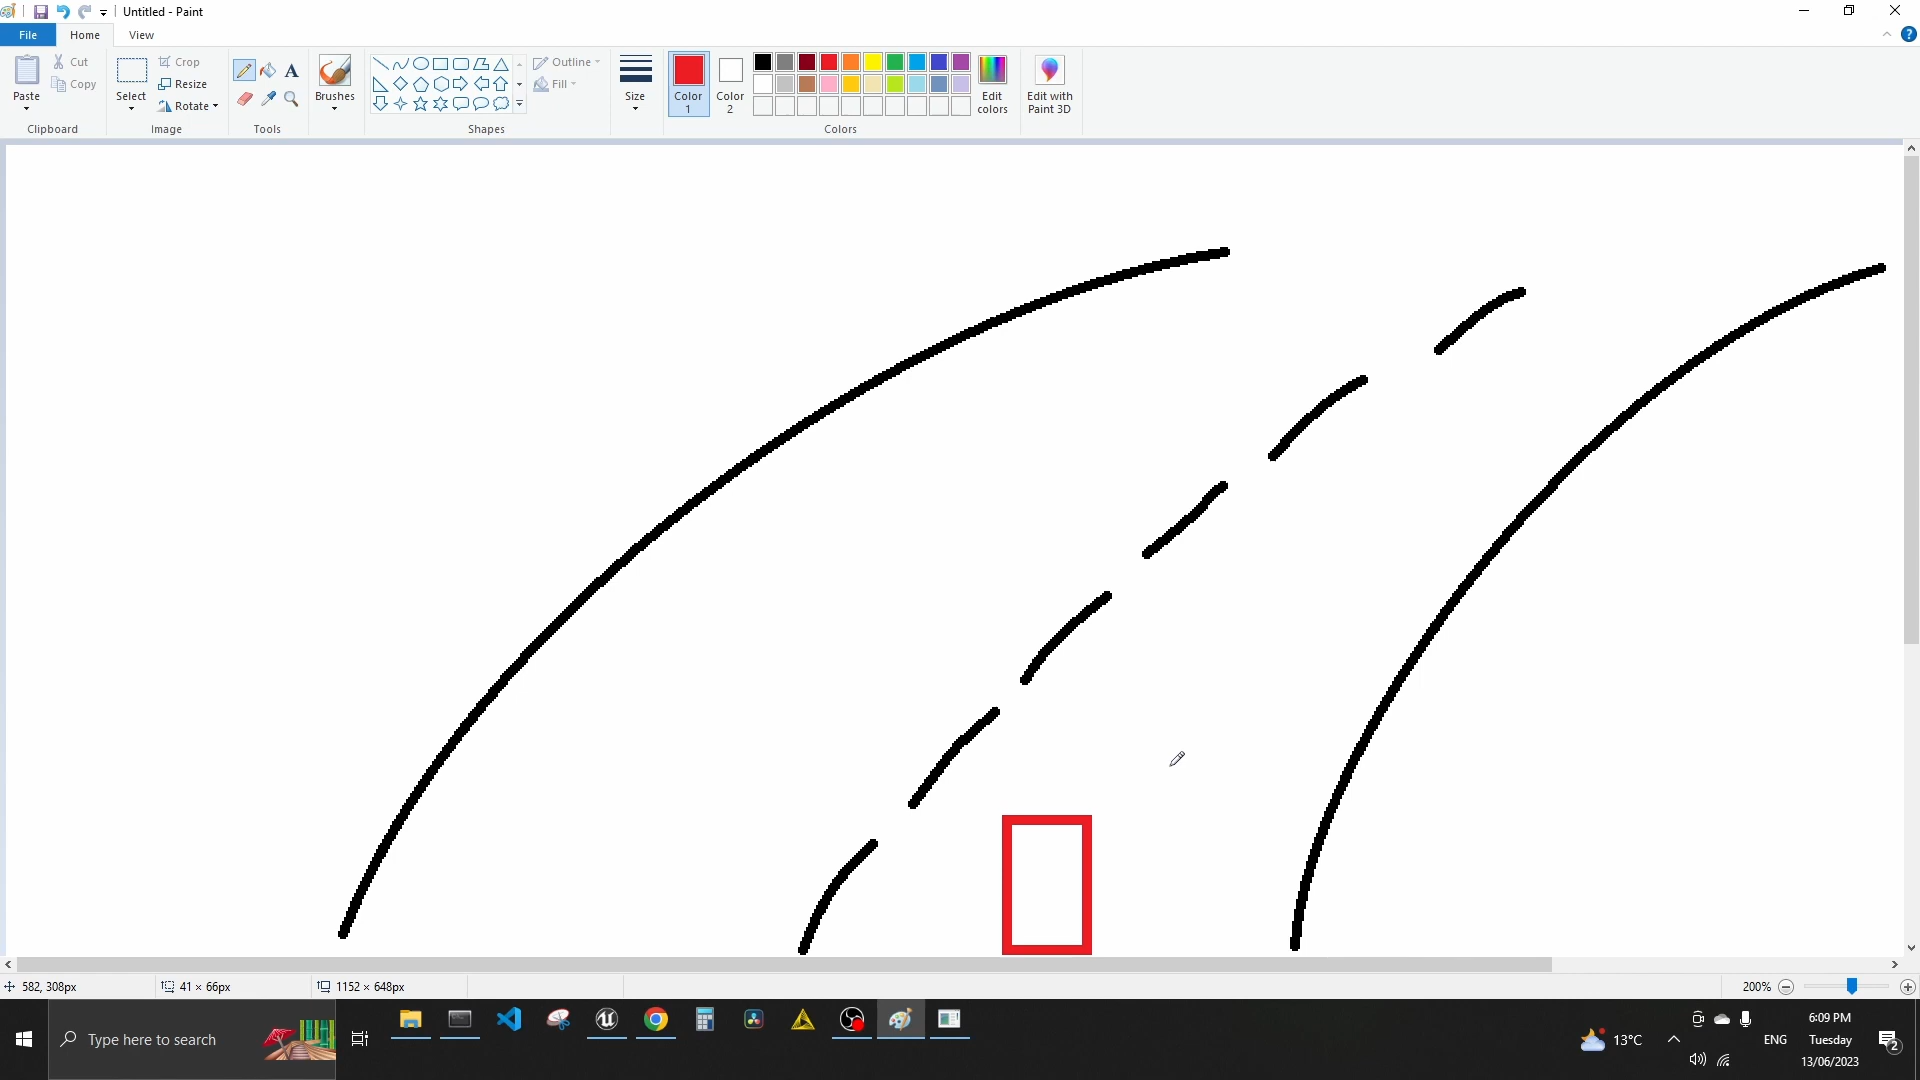 Untitled - Paint
File Home View
Paste
Cut
Copy
Clipboard
Select
Crop
Resize
Rotate
Image
A
Tools
Brushes
Outline
Fill
Shapes
Size
Color 1
Color 2
Edit colors
Colors
Edit with Paint 3D
582, 308px
41 × 66px
1152 × 648px
200%
Type here to search
13°C
ENG
6:09 PM
Tuesday
13/06/2023
2